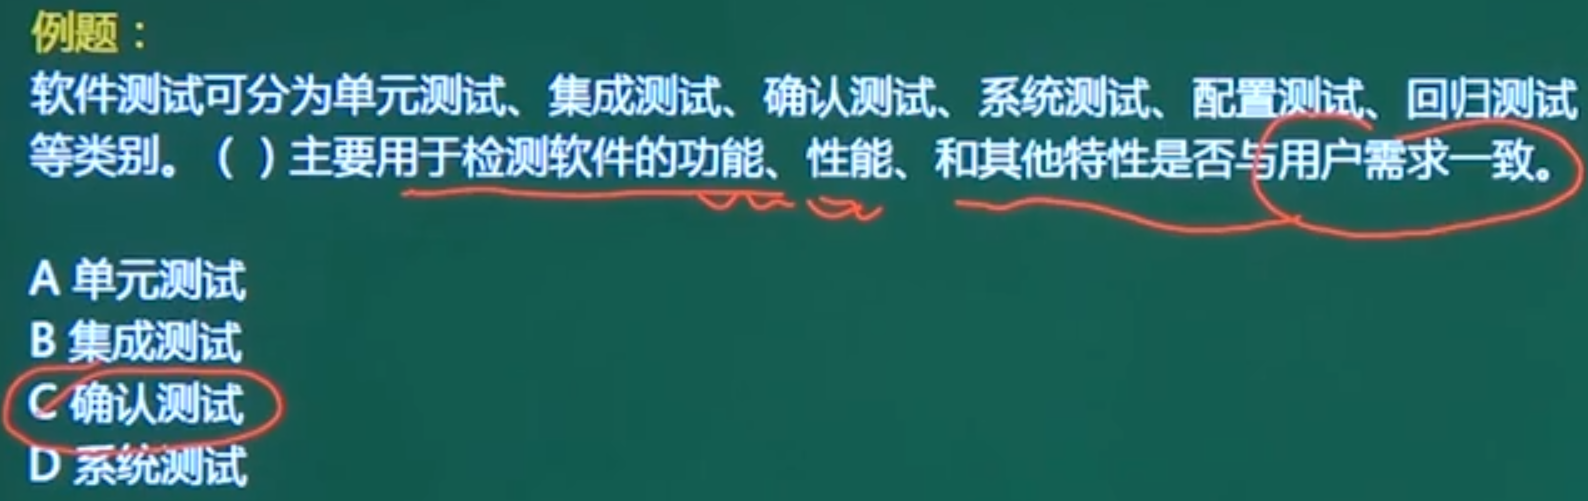 例题：
软件测试可分为单元测试、集成测试、确认测试、系统测试、配置测试、回归测试
等类别。（ ）主要用于检测软件的功能、性能、和其他特性是否与用户需求一致。
A 单元测试
B 集成测试
C 确认测试
D 系统测试